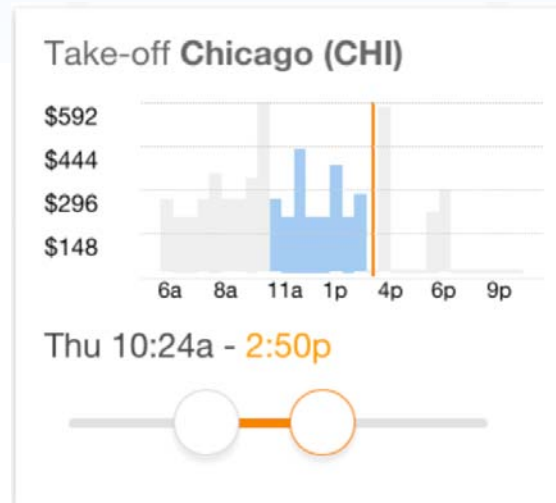 Take-off Chicago (CHI)
$592
$444
$296
$148
6a 8a 11a 1p 4p 6p 9p
Thu 10:24a - 2:50p